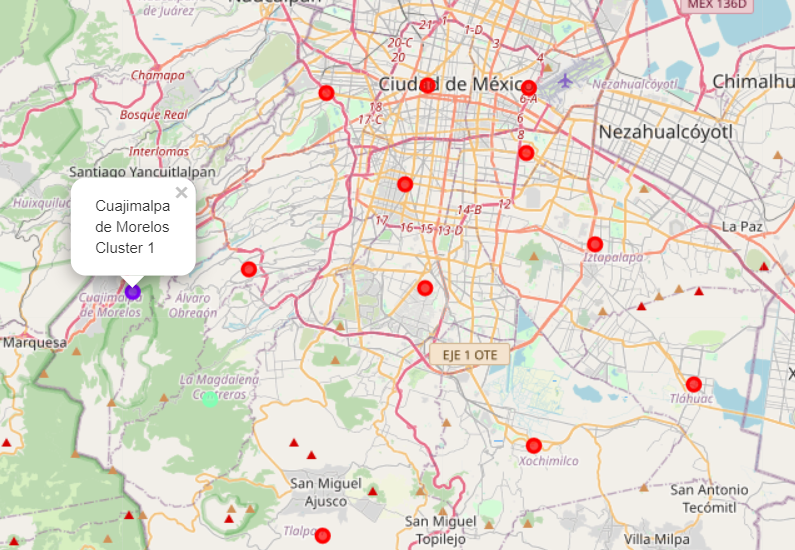 Naucalpan
de Juárez
MEX 136D
21
1
1-D
20-C
3
20
4
Chamapa
Ciudad de México
Nezahualcóyotl
Chimalhu
6-A
18
17-C
Bosque Real
6
8
Nezahualcóyotl
Interlomas
Santiago Yancuitlalpan
Huixquiluc
Cuajimalpa
de Morelos
Cluster 1
×
17
16
15
13-D
14-B
12
La Paz
Iztapalapa
Cuajimalpa
de Morelos
Álvaro
Obregón
Marquesa
EJE 1 OTE
La Magdalena
Contreras
Tláhuac
X
Xochimilco
San Miguel
Ajusco
San Antonio
Tecómitl
Tlalpan
San Miguel
Topilejo
Villa Milpa